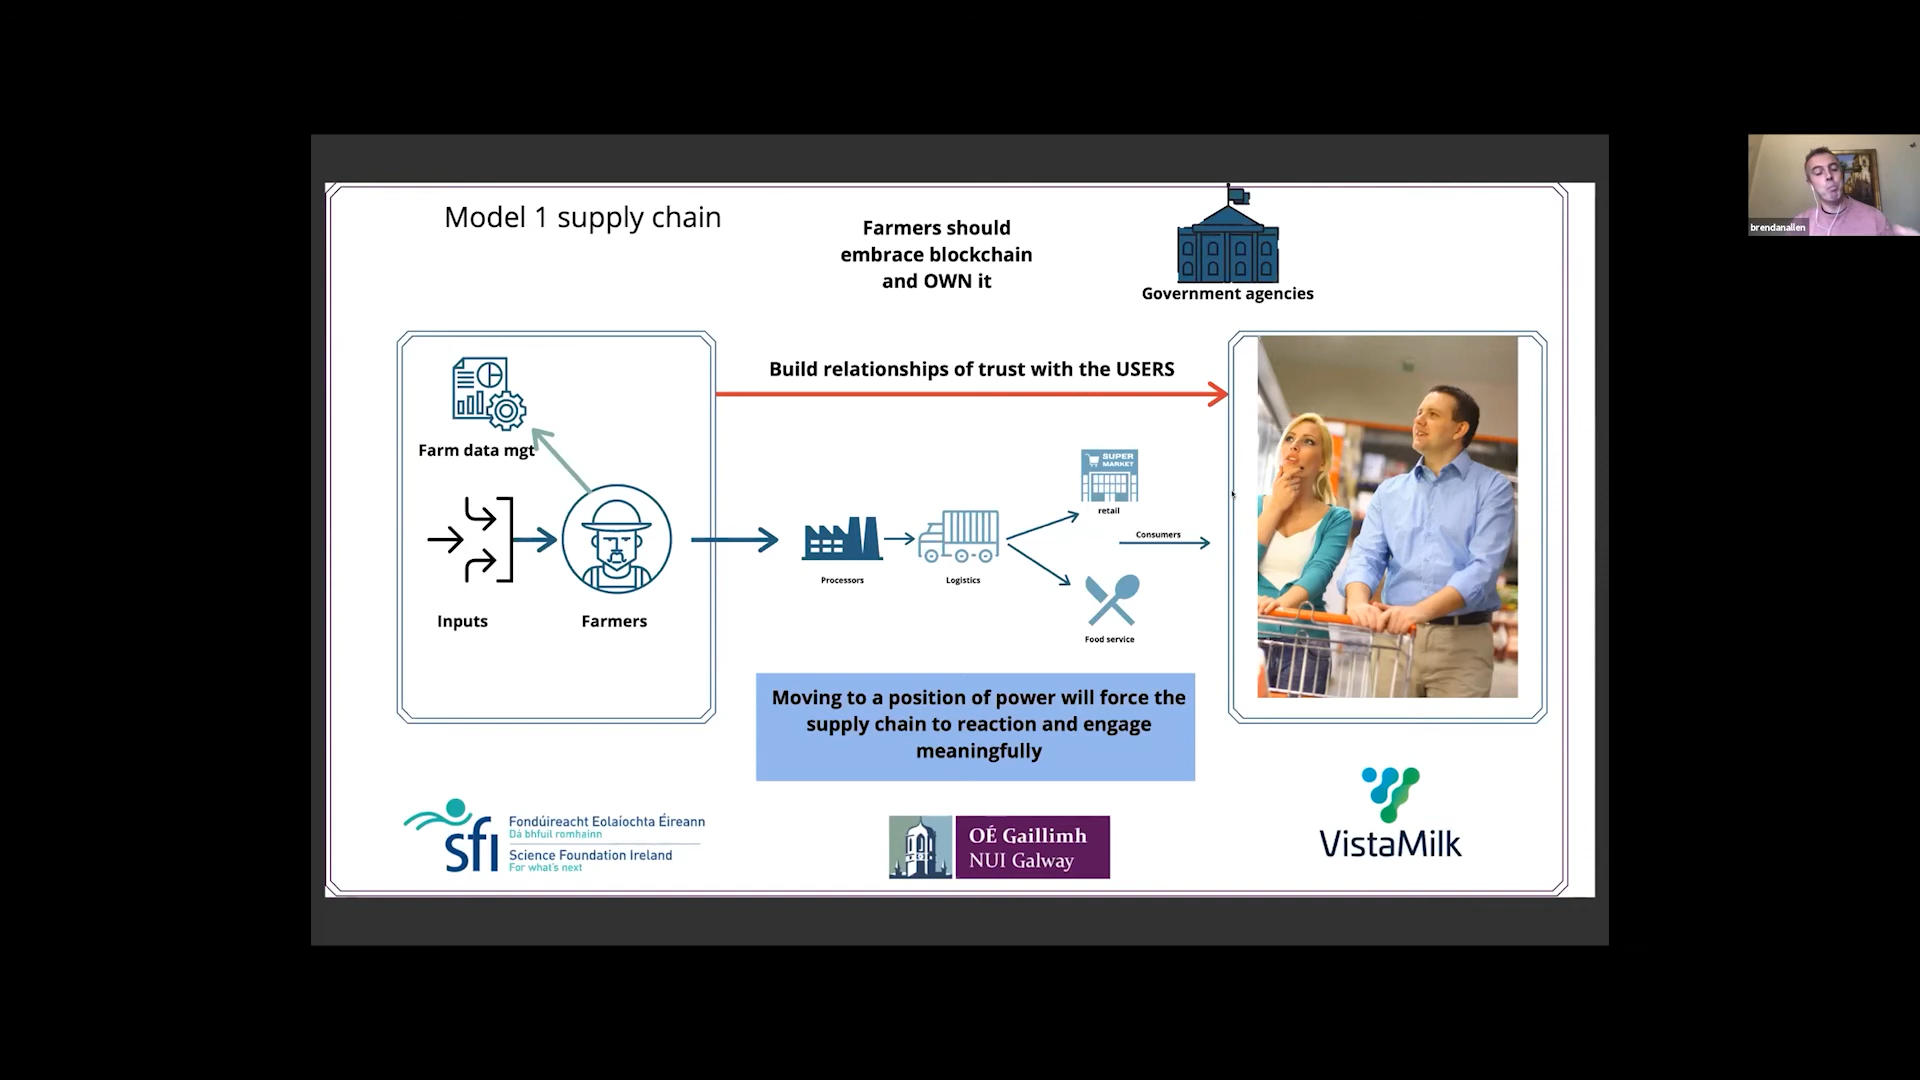 Model 1 supply chain
Farmers should
embrace blockchain
and OWN it
Government agencies
brendanallen
Build relationships of trust with the USERS
Farm data mgt
SUPER
MARKET
retail
Consumers
Processors
Logistics
Inputs
Farmers
Food service
Moving to a position of power will force the
supply chain to reaction and engage
meaningfully
sfi
Fondúireacht Eolaíochta Éireann
Dá bhfuil romhainn
Science Foundation Ireland
For what's next
OÉ Gaillimh
NUI Galway
VistaMilk